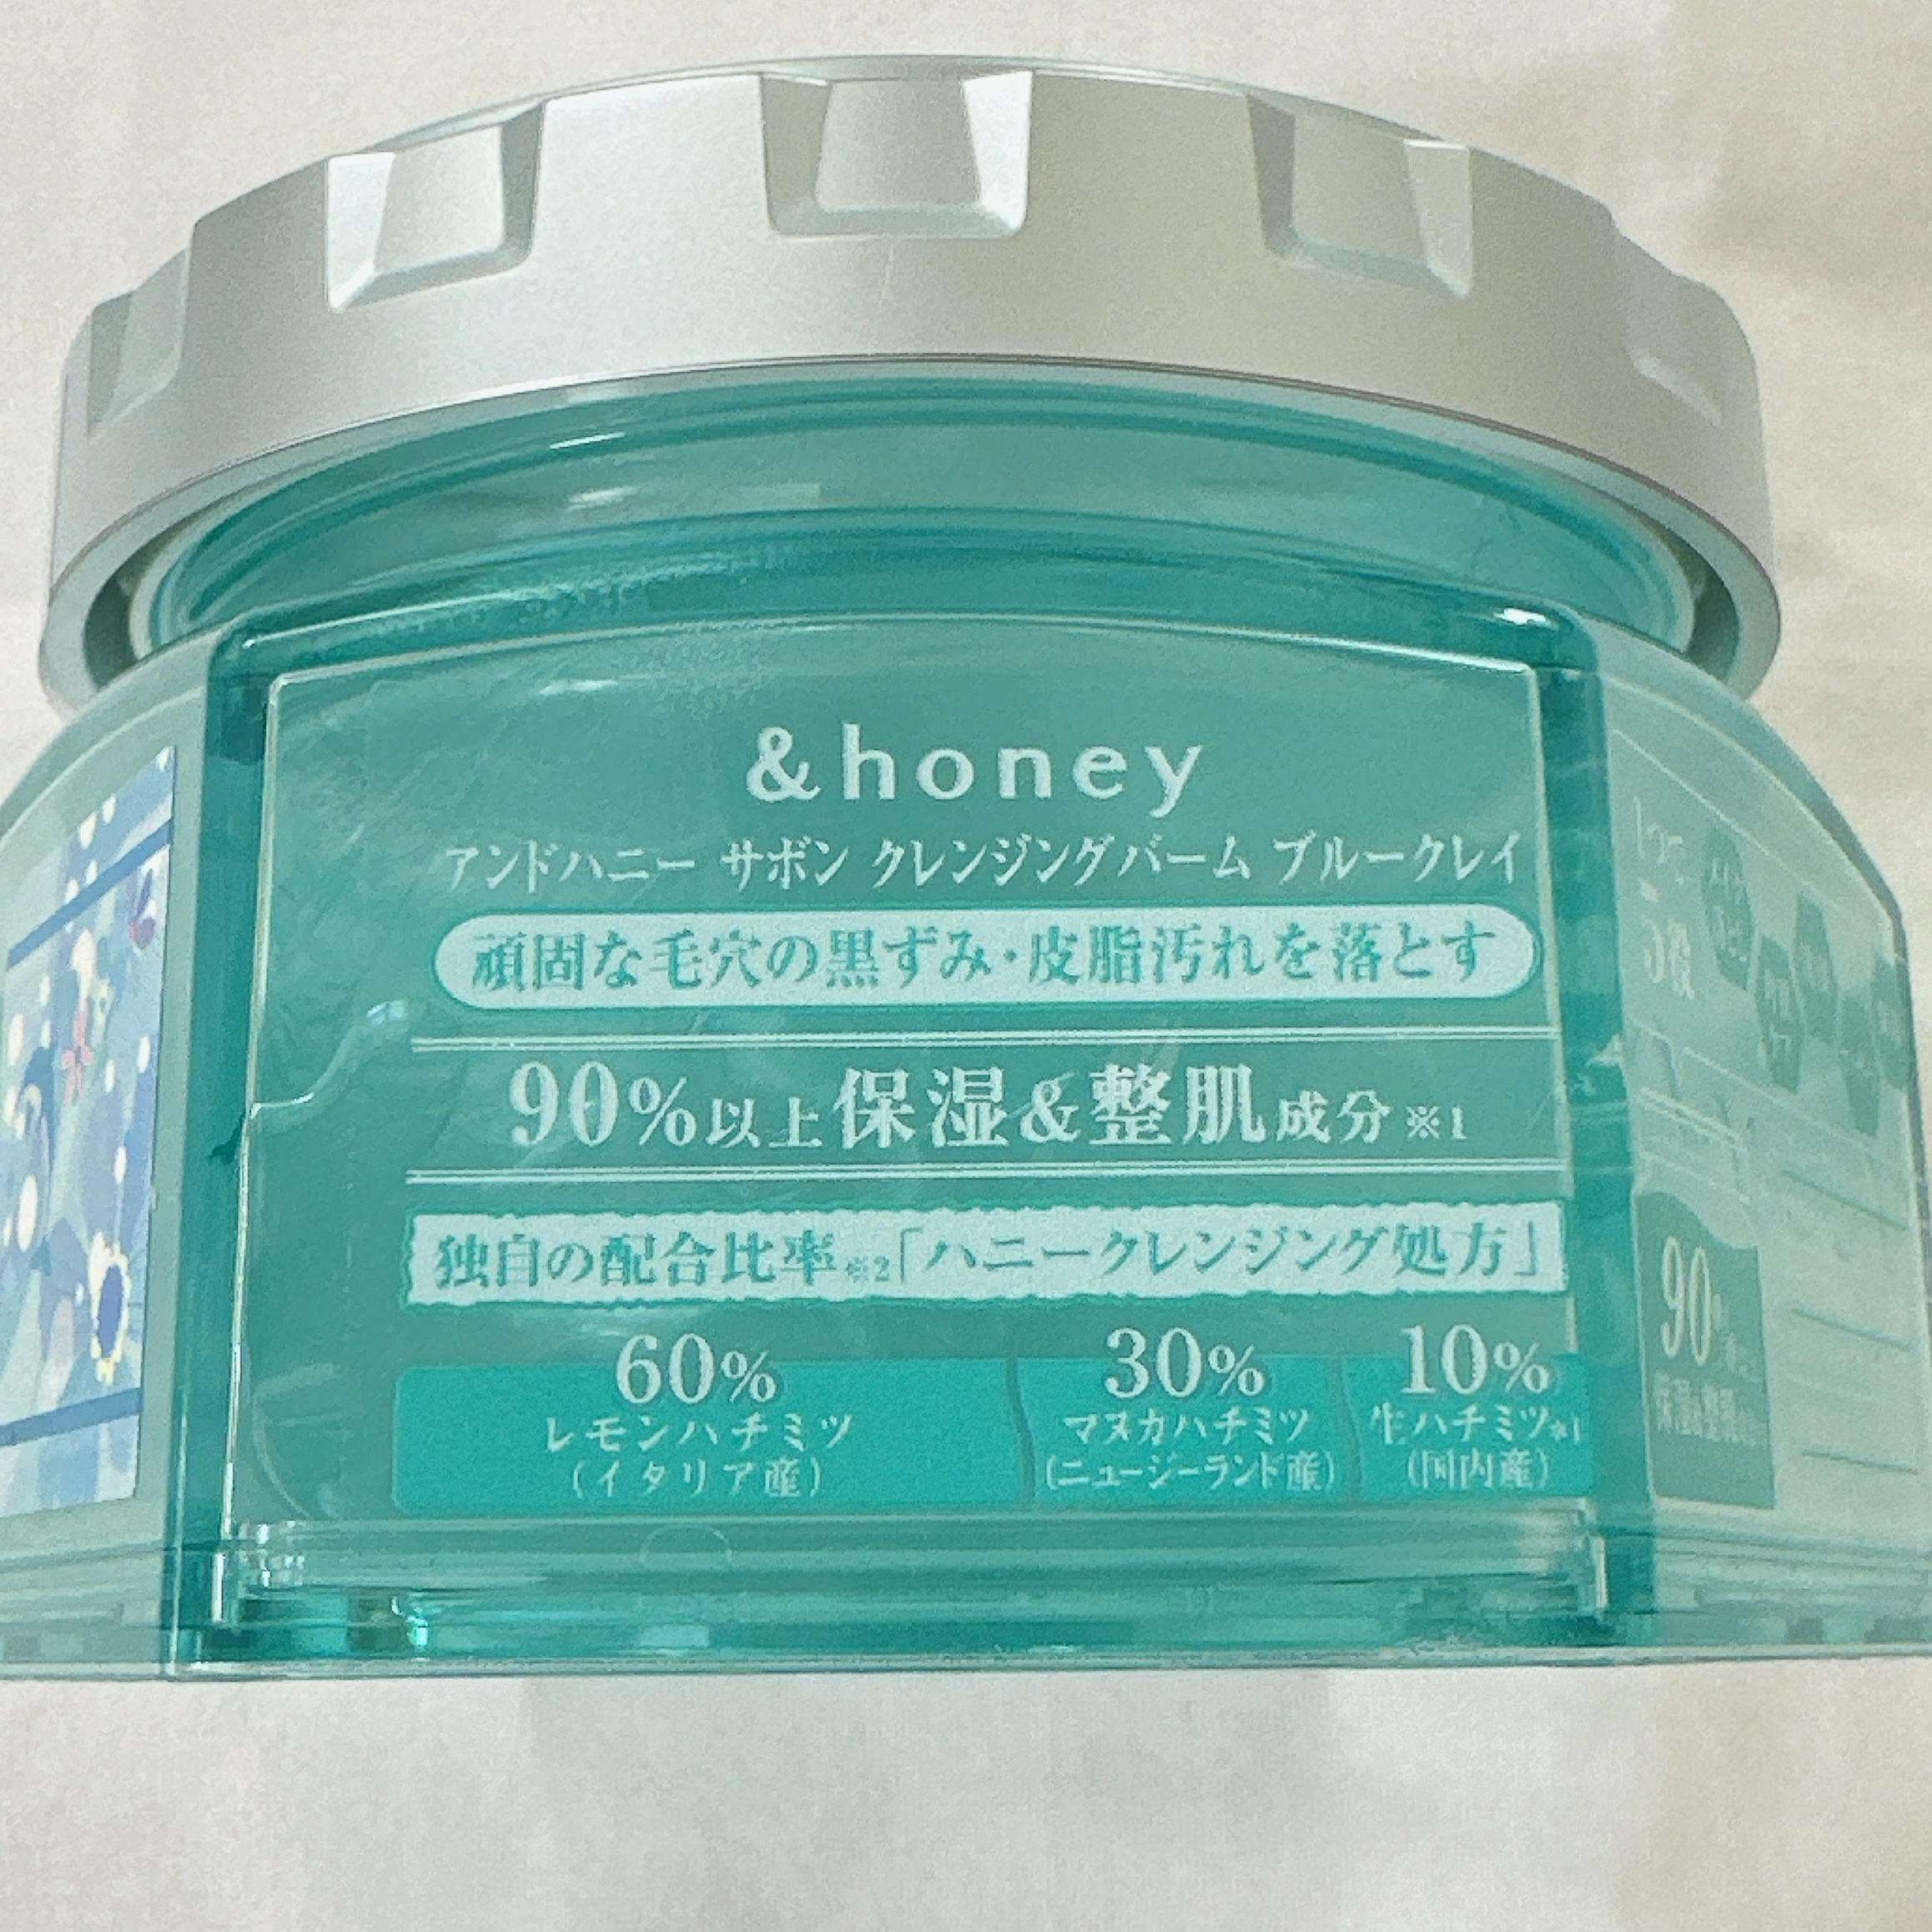 &honey
アンドハニー サボン クレンジングバーム ブルークレイ
頑固な毛穴の黒ずみ・皮脂汚れを落とす
90%以上保湿&整肌成分※1
独自の配合比率※2「ハニークレンジング処方」
60%
レモンハチミツ
(イタリア産)
30%
マヌカハチミツ
(ニュージーランド産)
10%
生ハチミツ※1
(国内産)
90